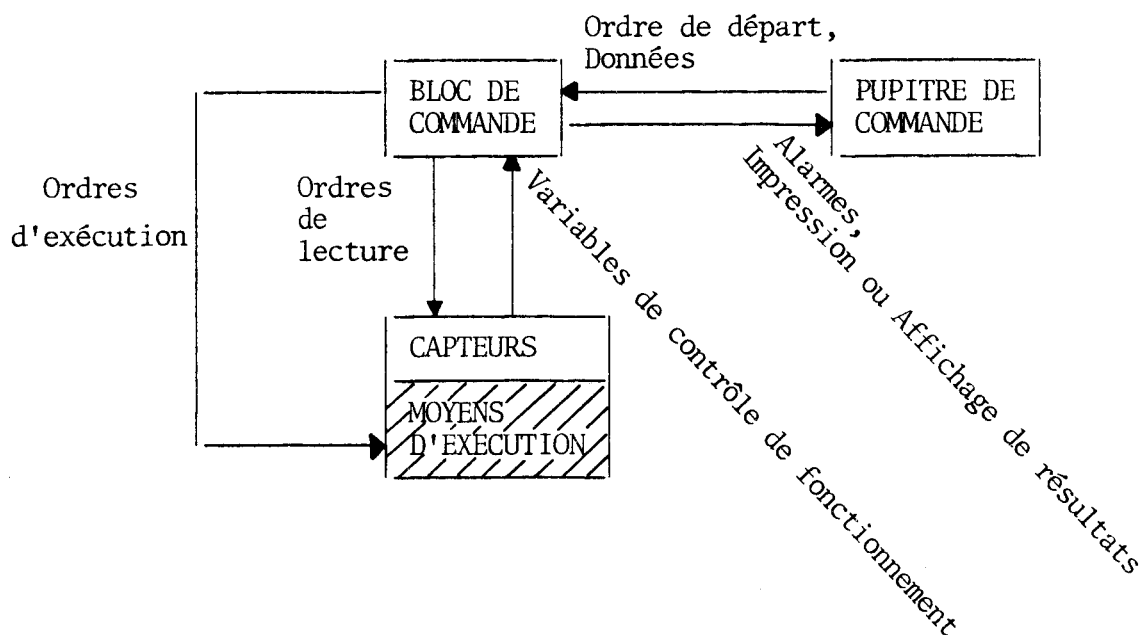 Ordre de départ,
Données
BLOC DE
COMMANDE
PUPITRE DE
COMMANDE
Ordres
d'exécution
Ordres
de
lecture
Alarmes,
Impression ou Affichage de résultats
Variables de contrôle de fonctionnement
CAPTEURS
MOYENS
D'EXÉCUTION